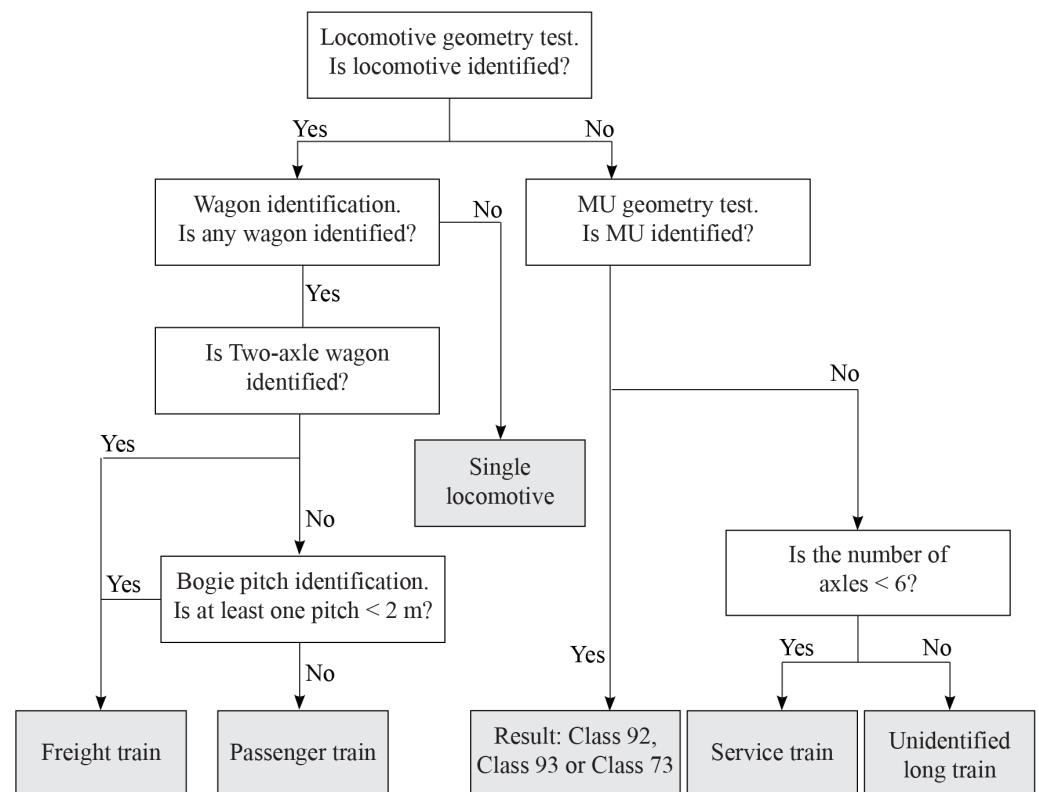 Locomotive geometry test.
Is locomotive identified?
Yes
No
Wagon identification.
Is any wagon identified?
No
MU geometry test.
Is MU identified?
Yes
Is Two-axle wagon
identified?
No
Yes
Single
locomotive
No
Is the number of
axles < 6?
Yes
Bogie pitch identification.
Is at least one pitch < 2 m?
Yes
No
Yes
No
Freight train
Passenger train
Result: Class 92,
Class 93 or Class 73
Service train
Unidentified
long train